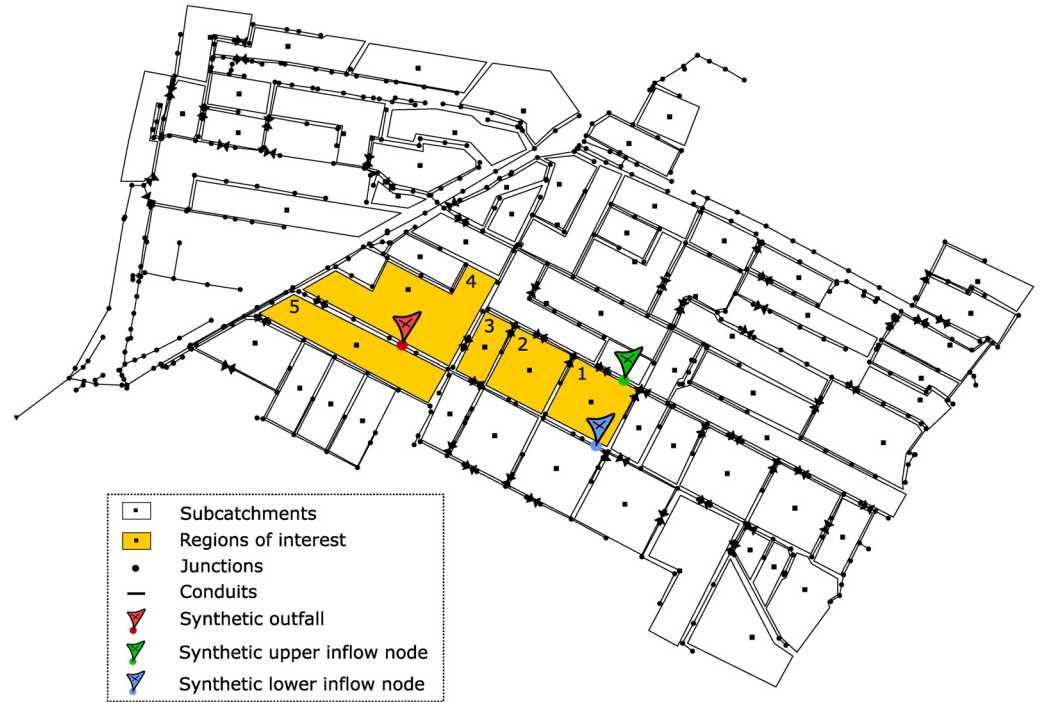 4
5
3
2
1
Subcatchments
Regions of interest
Junctions
Conduits
Synthetic outfall
Synthetic upper inflow node
Synthetic lower inflow node